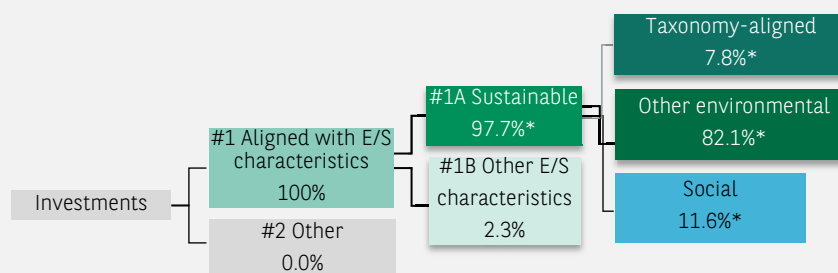 Investments
#1 Aligned with E/S
characteristics
100%
#2 Other
0.0%
#1A Sustainable
97.7%*
#1B Other E/S
characteristics
2.3%
Taxonomy-aligned
7.8%*
Other environmental
82.1%*
Social
11.6%*